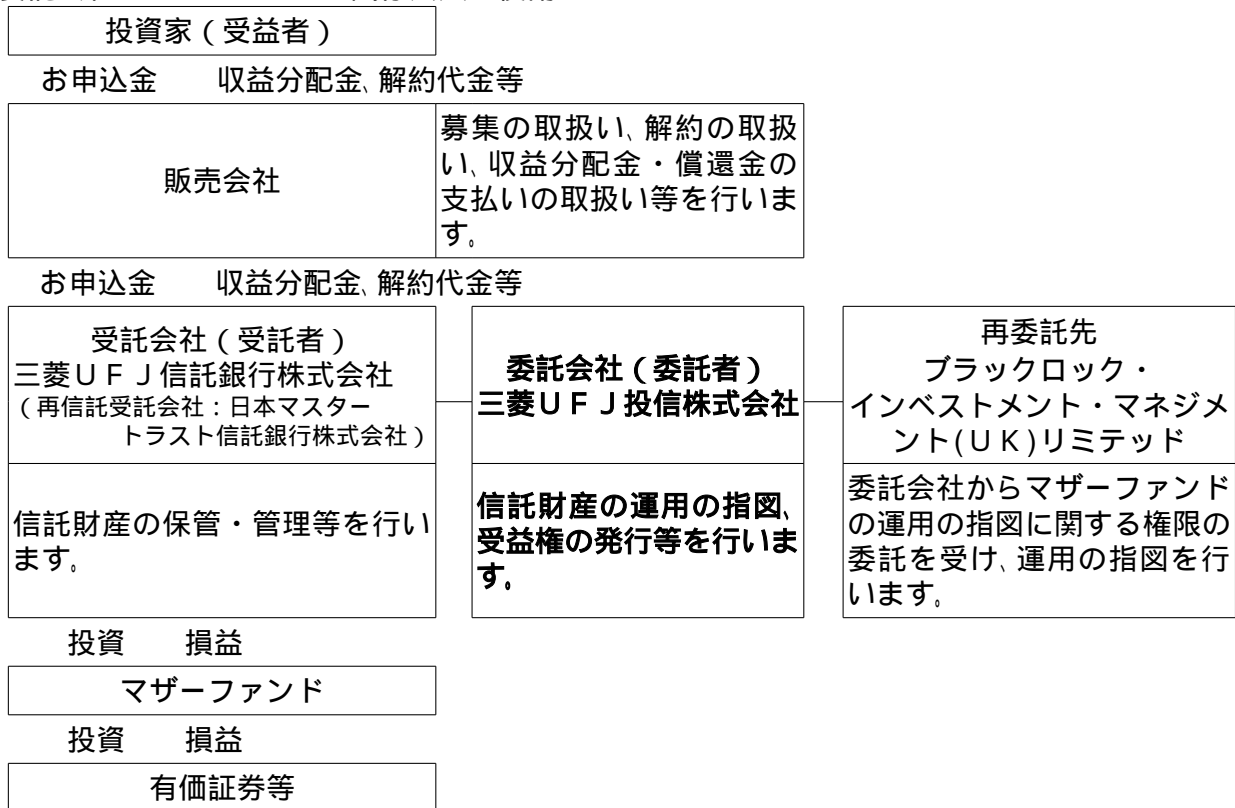 投資家(受益者)
お申込金 収益分配金、解約代金等
販売会社
募集の取扱い、解約の取扱
い、収益分配金・償還金の
支払いの取扱い等を行いま
す。
お申込金 収益分配金、解約代金等
受託会社(受託者)
三菱UFJ信託銀行株式会社
(再信託受託会社:日本マスター
トラスト信託銀行株式会社)
信託財産の保管・管理等を行い
ます。
委託会社(委託者)
三菱UFJ投信株式会社
信託財産の運用の指図、
受益権の発行等を行いま
す。
再委託先
ブラックロック・
インベストメント・マネジメ
ント(UK)リミテッド
委託会社からマザーファンド
の運用の指図に関する権限の
委託を受け、運用の指図を行
います。
投資 損益
マザーファンド
投資 損益
有価証券等